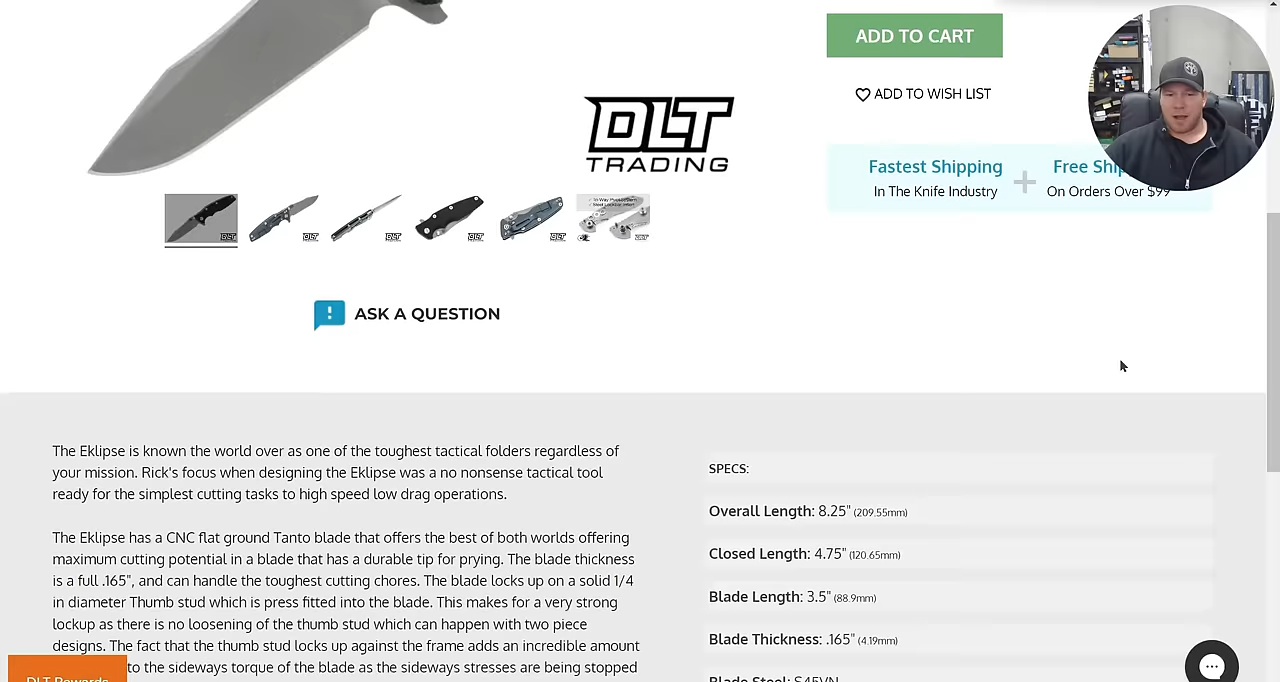 ADD TO CART
ADD TO WISH LIST
DLT
TRADING
Fastest Shipping
In The Knife Industry
Free Ship
On Orders Over $99
ASK A QUESTION
The Eklipse is known the world over as one of the toughest tactical folders regardless of
your mission. Rick's focus when designing the Eklipse was a no nonsense tactical tool
ready for the simplest cutting tasks to high speed low drag operations.
The Eklipse has a CNC flat ground Tanto blade that offers the best of both worlds offering
maximum cutting potential in a blade that has a durable tip for prying. The blade thickness
is a full .165", and can handle the toughest cutting chores. The blade locks up on a solid 1/4
in diameter Thumb stud which is press fitted into the blade. This makes for a very strong
lockup as there is no loosening of the thumb stud which can happen with two piece
designs. The fact that the thumb stud locks up against the frame adds an incredible amount
to the sideways torque of the blade as the sideways stresses are being stopped
DLT Rewards
SPECS:
Overall Length: 8.25" (209.55mm)
Closed Length: 4.75" (120.65mm)
Blade Length: 3.5" (88.9mm)
Blade Thickness: .165" (4.19mm)
Blade Steel: S45VN